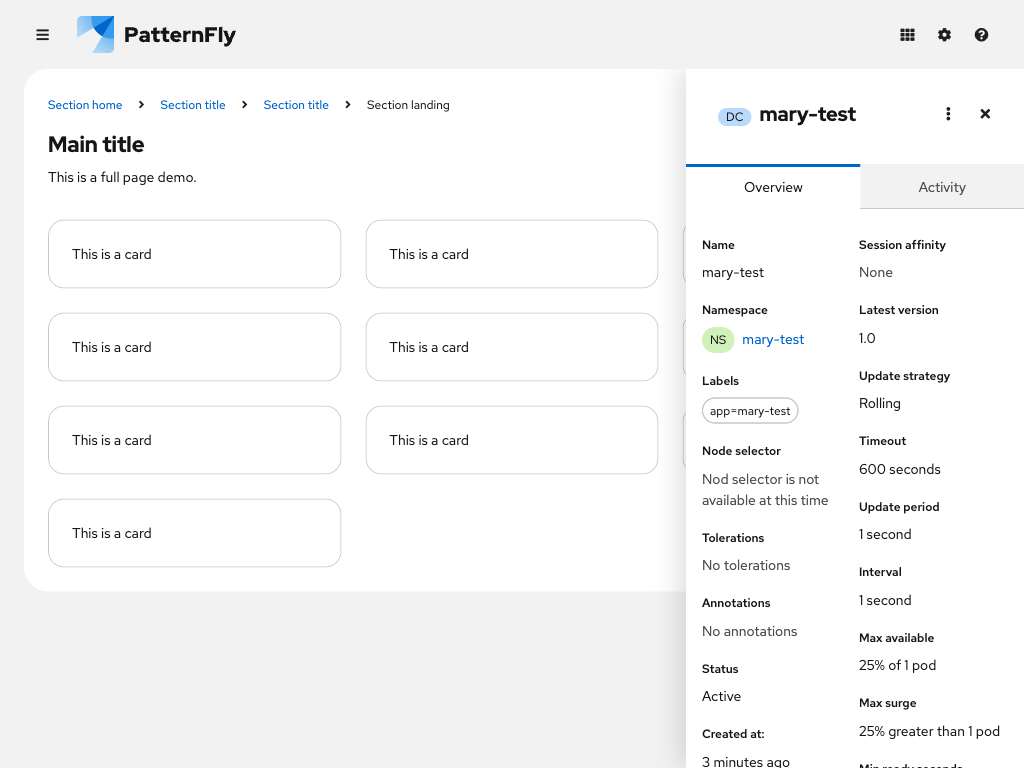 PatternFly
Section home
Section title
Section title
Section landing
Main title
This is a full page demo.
This is a card
This is a card
This is a card
This is a card
This is a card
This is a card
This is a card
DC
mary-test
Overview
Activity
Name
mary-test
Namespace
NS mary-test
Labels
app=mary-test
Node selector
Nod selector is not
available at this time
Tolerations
No tolerations
Annotations
No annotations
Status
Active
Created at:
3 minutes ago
Session affinity
None
Latest version
1.0
Update strategy
Rolling
Timeout
600 seconds
Update period
1 second
Interval
1 second
Max available
25% of 1 pod
Max surge
25% greater than 1 pod
Min ready seconds